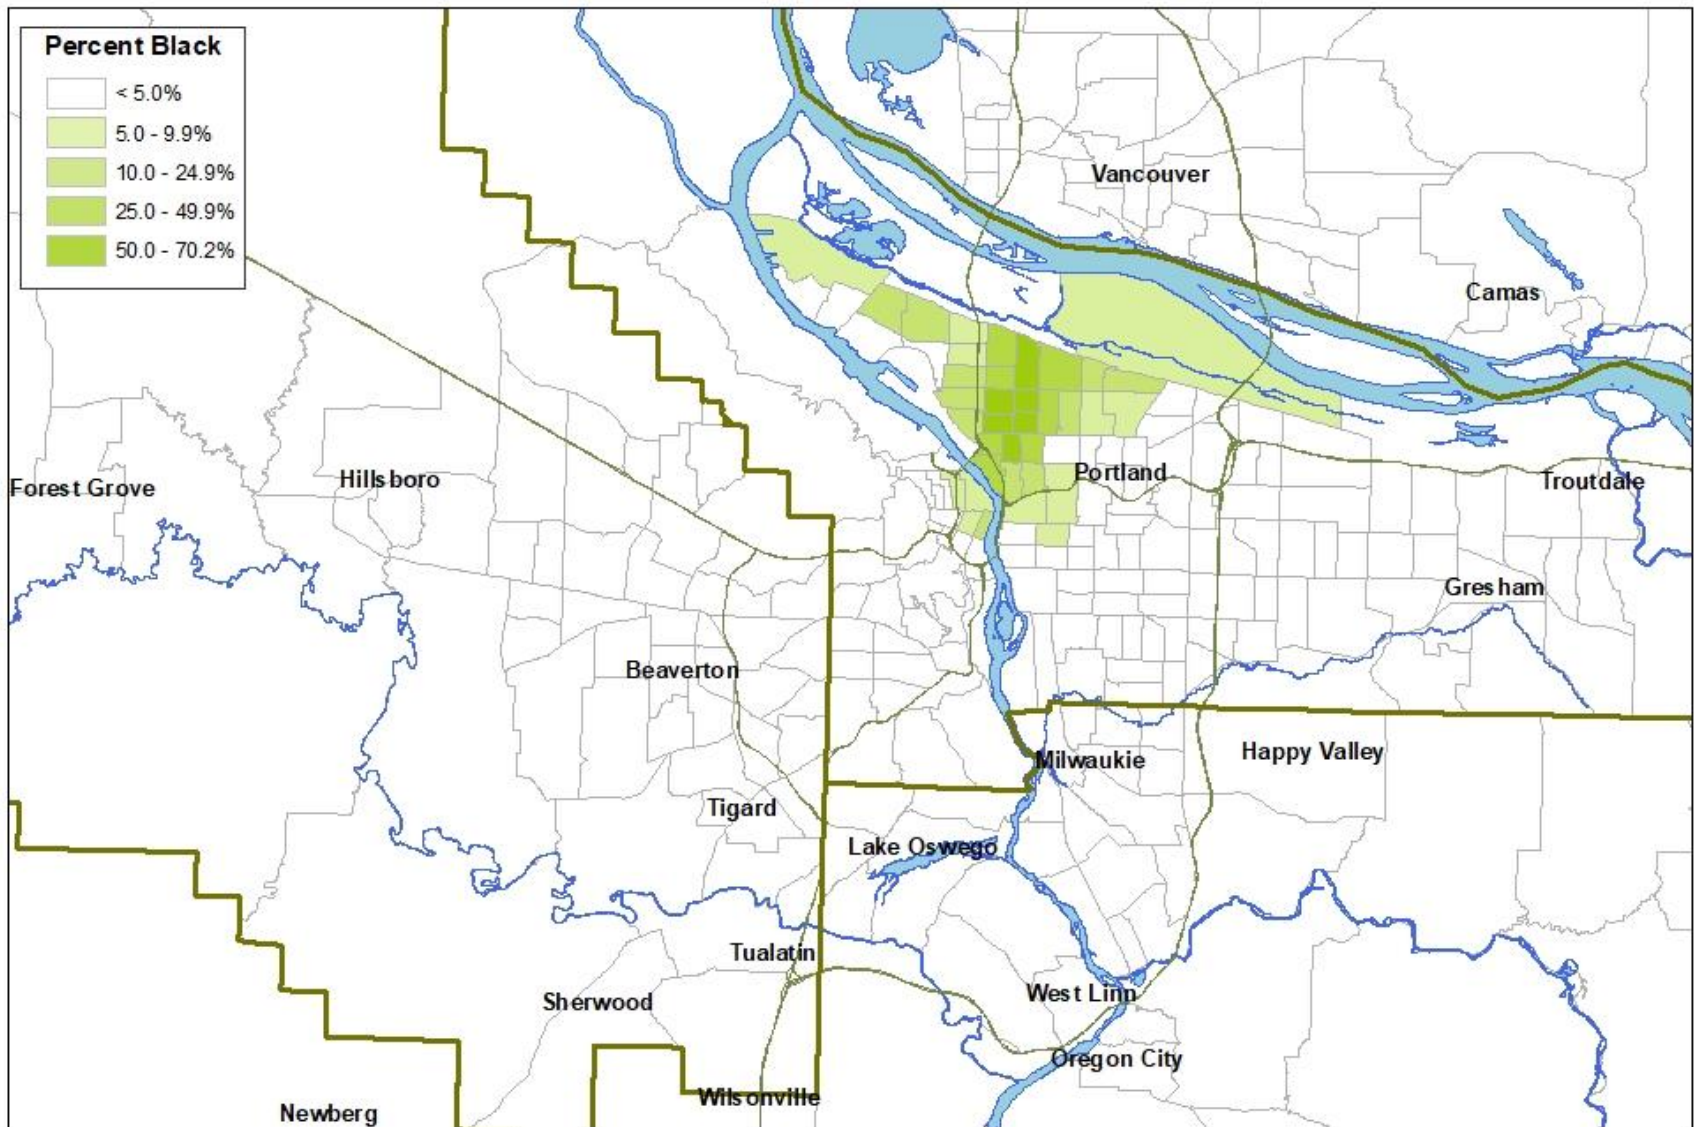 Percent Black
< 5.0%
5.0 - 9.9%
10.0 - 24.9%
25.0 - 49.9%
50.0 - 70.2%
Vancouver
Camas
Portland
Troutdale
Forest Grove
Hillsboro
Gresham
Beaverton
Happy Valley
Milwaukie
Tigard
Lake Oswego
Tualatin
West Linn
Sherwood
Oregon City
Wilsonville
Newberg